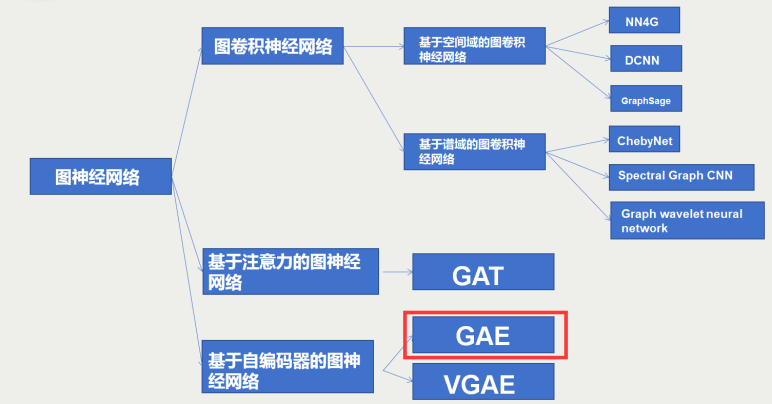 图神经网络
图卷积神经网络
基于空间域的图卷积
神经网络
NN4G
DCNN
GraphSage
基于谱域的图卷积神
经网络
ChebyNet
Spectral Graph CNN
Graph wavelet neural
network
基于注意力的图神经
网络
GAT
基于自编码器的图神
经网络
GAE
VGAE